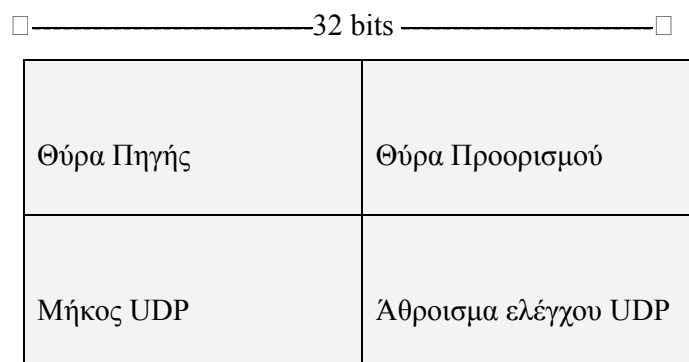 32 bits
Θύρα Πηγής
Θύρα Προορισμού
Μήκος UDP
Άθροισμα ελέγχου UDP